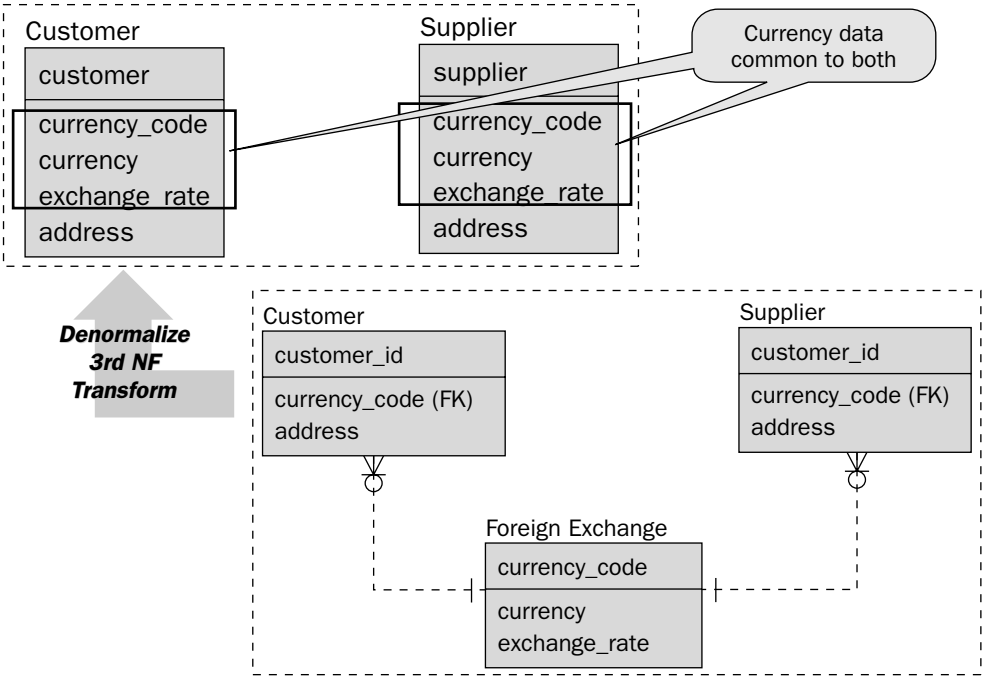 Customer
customer
currency_code
currency
exchange_rate
address
Supplier
supplier
currency_code
currency
exchange_rate
address
Currency data
common to both
Denormalize
3rd NF
Transform
Customer
customer_id
currency_code (FK)
address
Supplier
customer_id
currency_code (FK)
address
Foreign Exchange
currency_code
currency
exchange_rate